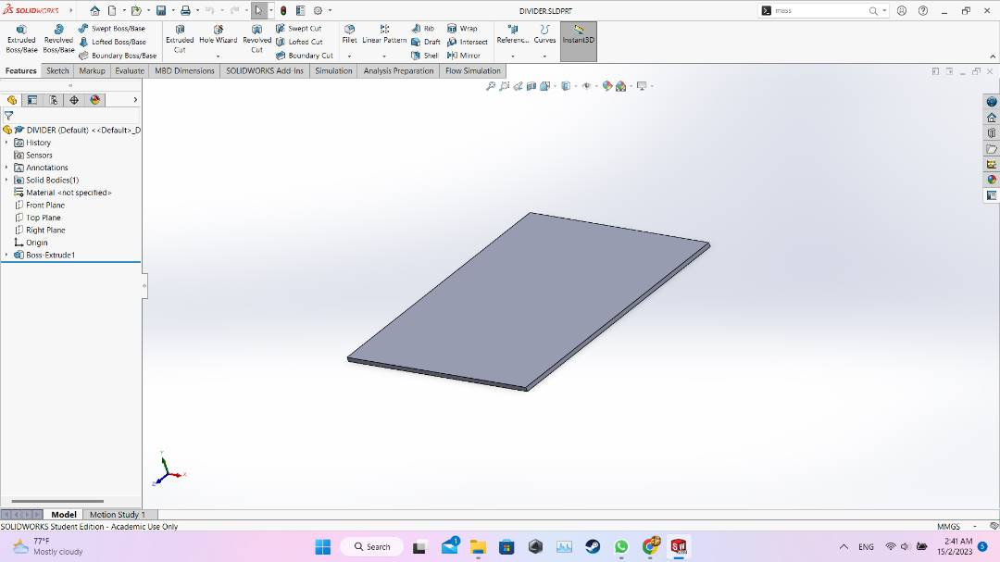 SOLIDWORKS
DIVIDER.SLDPRT
mass
Extruded Boss/Base
Revolved Boss/Base
Swept Boss/Base
Lofted Boss/Base
Boundary Boss/Base
Extruded Cut
Hole Wizard
Revolved Cut
Swept Cut
Lofted Cut
Boundary Cut
Fillet
Linear Pattern
Rib
Draft
Shell
Wrap
Intersect
Mirror
Referenc...
Curves
Instant3D
Features Sketch Markup Evaluate MBD Dimensions SOLIDWORKS Add-Ins Simulation Analysis Preparation Flow Simulation
DIVIDER (Default) <<Default>_D
History
Sensors
Annotations
Solid Bodies(1)
Material <not specified>
Front Plane
Top Plane
Right Plane
Origin
Boss-Extrude1
Y
X
Z
Model Motion Study 1
SOLIDWORKS Student Edition - Academic Use Only
MMGS
77°F
Mostly cloudy
Search
1
ENG
2:41 AM
15/2/2023
5